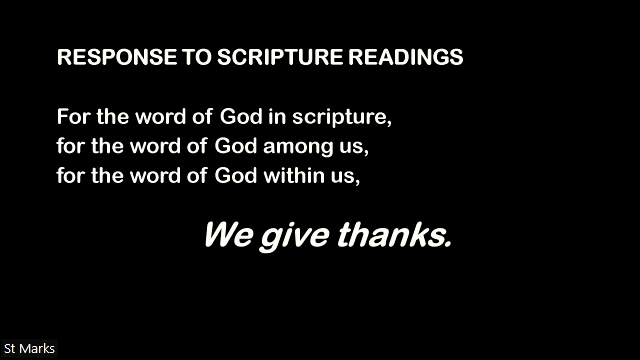 RESPONSE TO SCRIPTURE READINGS
For the word of God in scripture,
for the word of God among us,
for the word of God within us,
We give thanks.
St Marks